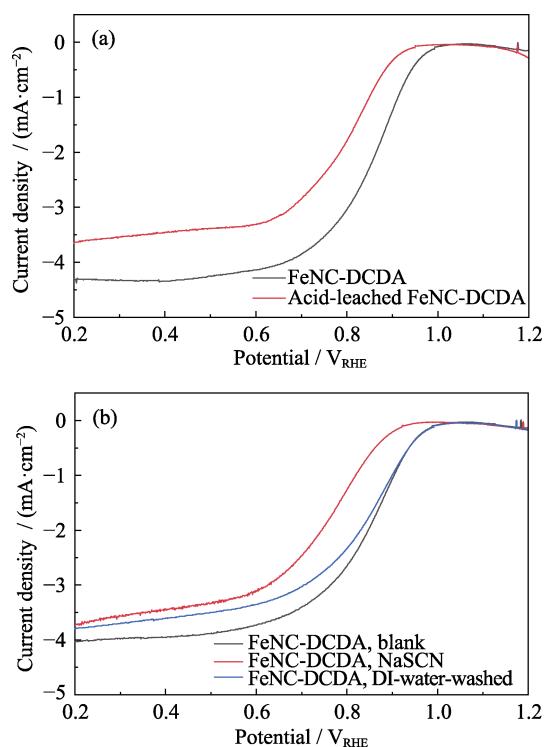 (a)
0
−1
−2
−3
−4
−5
Current density / (mA·cm⁻²)
FeNC-DCDA
Acid-leached FeNC-DCDA
0.2 0.4 0.6 0.8 1.0 1.2
Potential / V_RHE
(b)
0
−1
−2
−3
−4
−5
Current density / (mA·cm⁻²)
FeNC-DCDA, blank
FeNC-DCDA, NaSCN
FeNC-DCDA, DI-water-washed
0.2 0.4 0.6 0.8 1.0 1.2
Potential / V_RHE